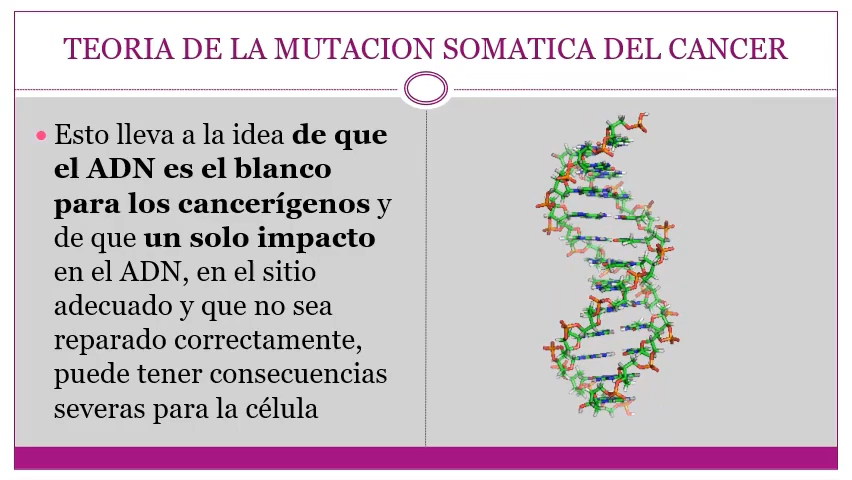 TEORIA DE LA MUTACION SOMATICA DEL CANCER
Esto lleva a la idea de que
el ADN es el blanco
para los cancerígenos y
de que un solo impacto
en el ADN, en el sitio
adecuado y que no sea
reparado correctamente,
puede tener consecuencias
severas para la célula